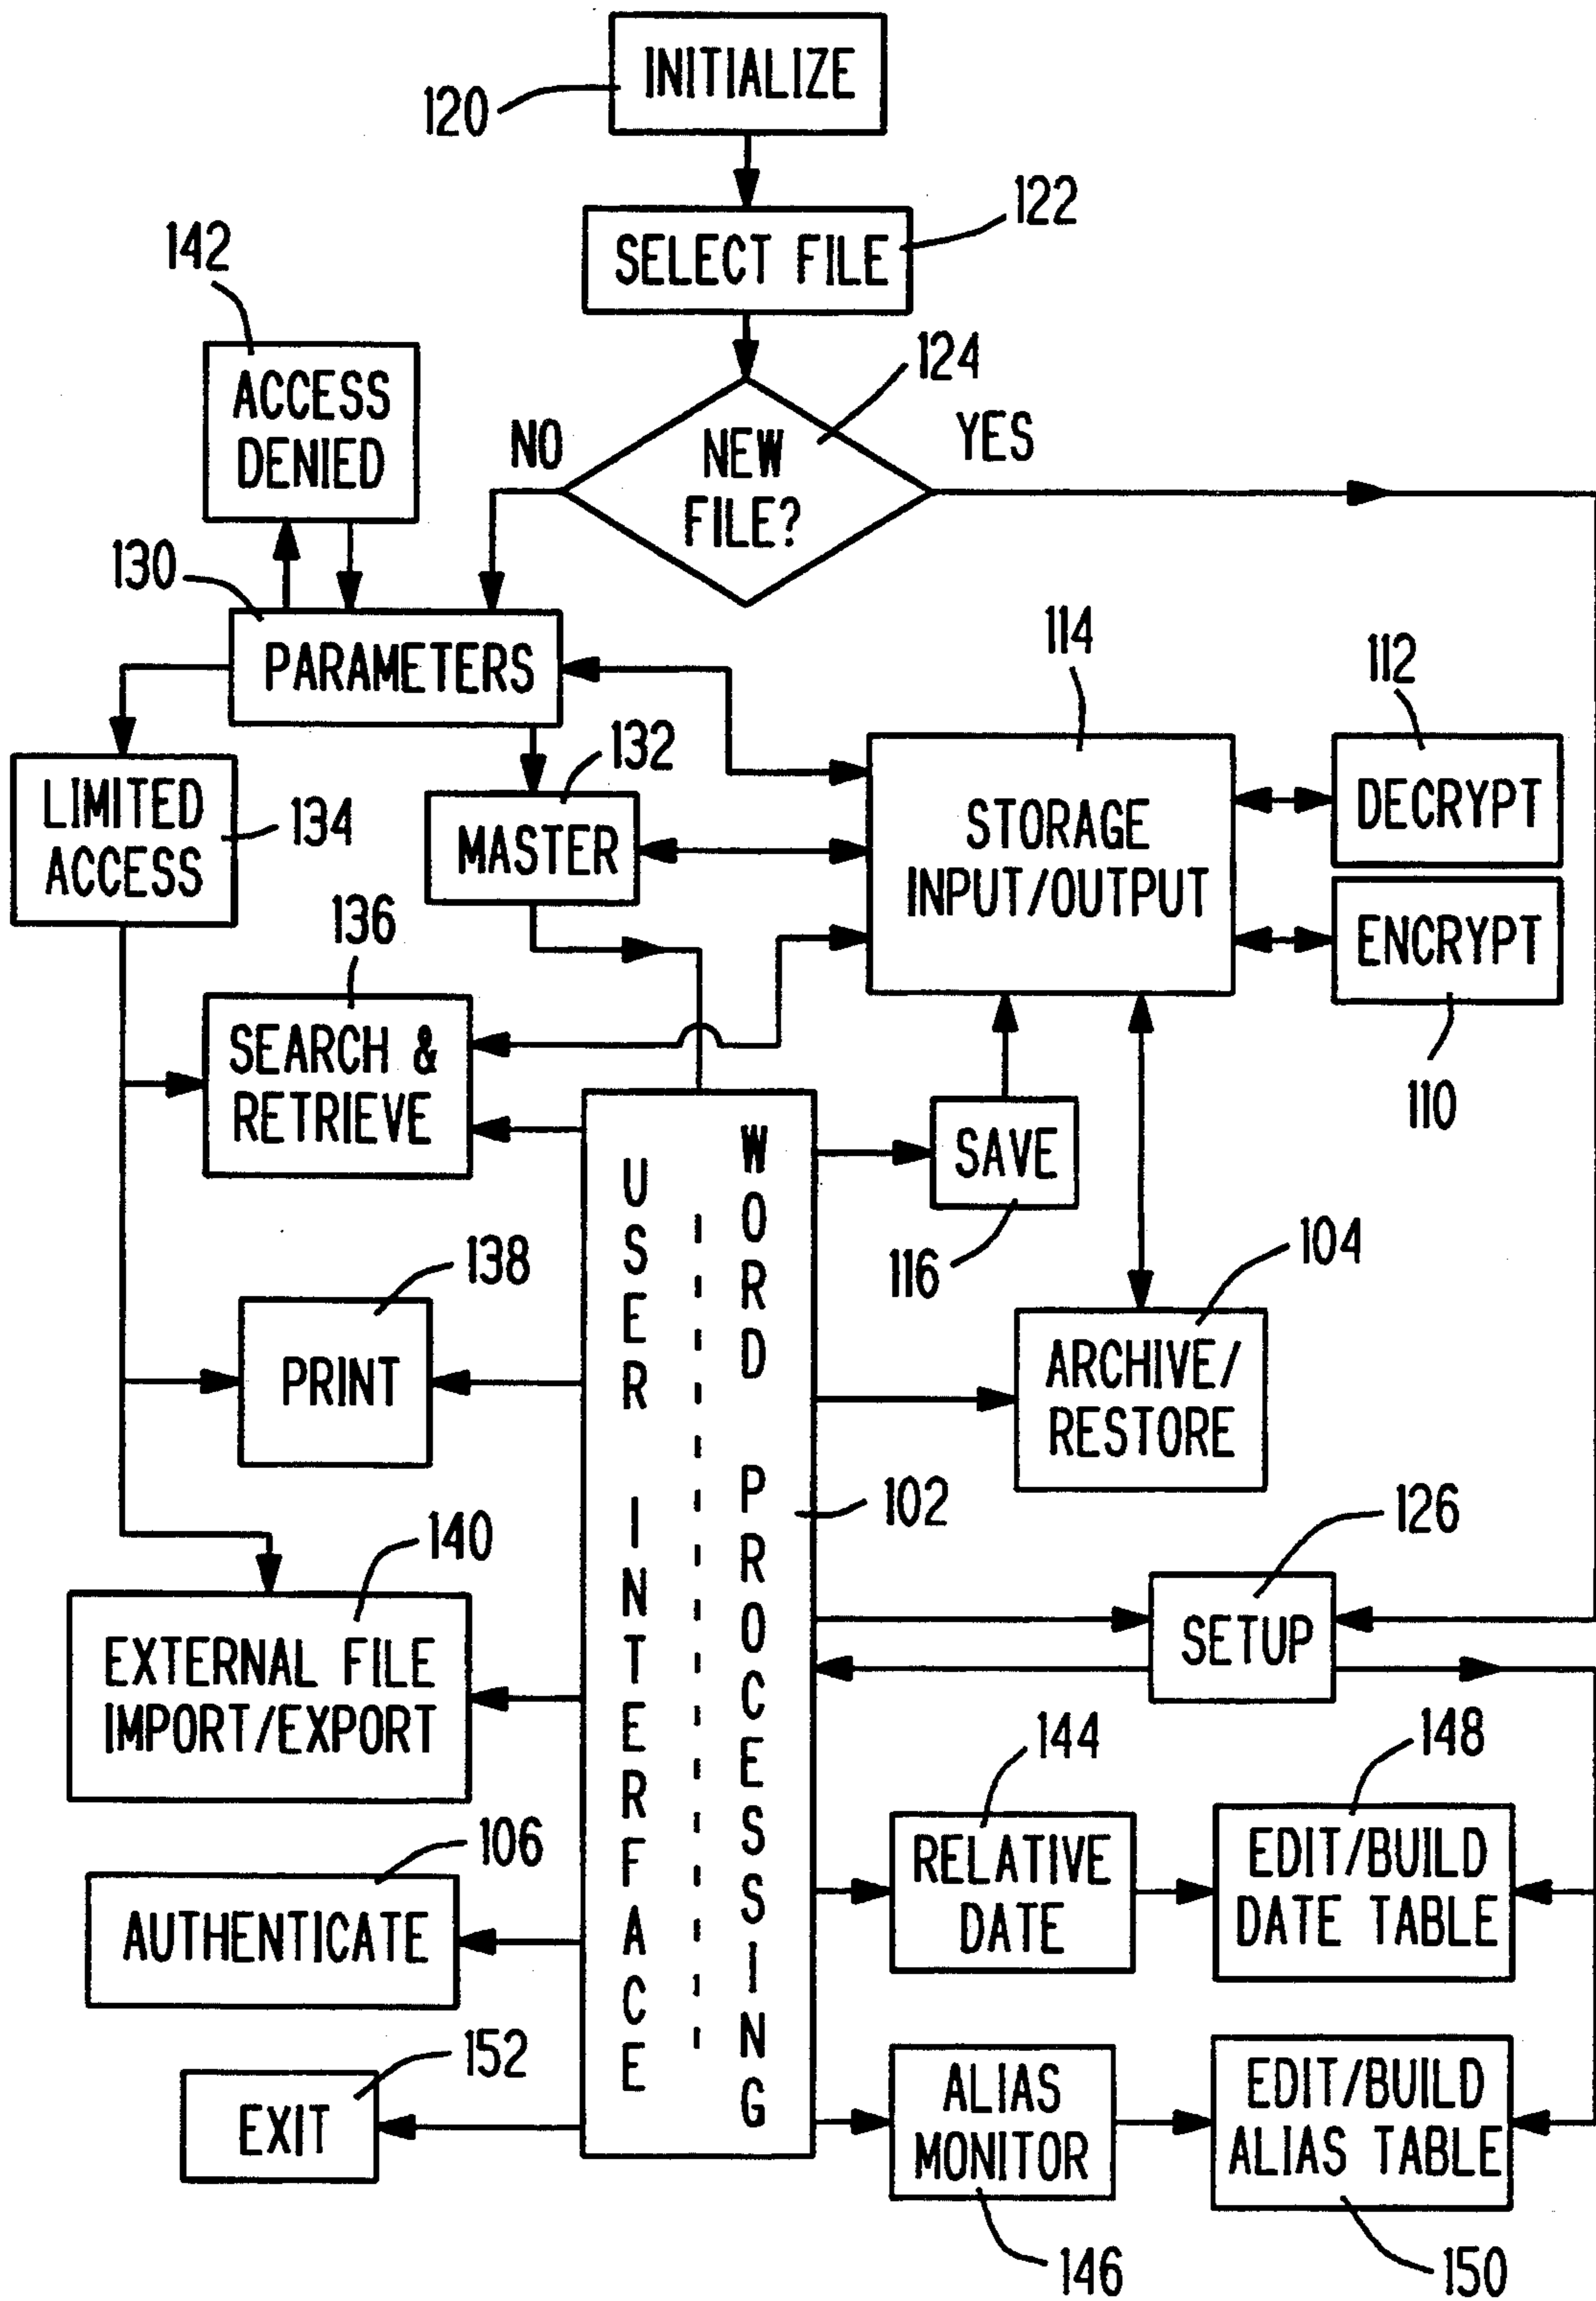 INITIALIZE
120
SELECT FILE
122
142
ACCESS
DENIED
124
NO
YES
NEW
FILE?
130
PARAMETERS
114
112
132
LIMITED
ACCESS
134
MASTER
STORAGE
INPUT/OUTPUT
DECRYPT
ENCRYPT
110
136
SEARCH &
RETRIEVE
USER INTERFACE
WORD PROCESSING
102
SAVE
116
104
ARCHIVE/
RESTORE
138
PRINT
140
EXTERNAL FILE
IMPORT/EXPORT
126
SETUP
144
RELATIVE
DATE
148
EDIT/BUILD
DATE TABLE
106
AUTHENTICATE
152
EXIT
ALIAS
MONITOR
146
EDIT/BUILD
ALIAS TABLE
150